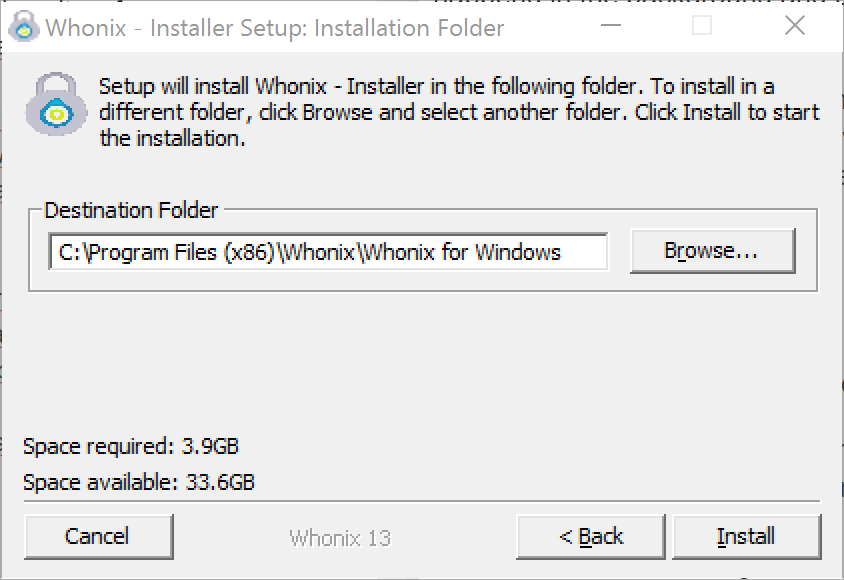 Whonix - Installer Setup: Installation Folder
Setup will install Whonix - Installer in the following folder. To install in a
different folder, click Browse and select another folder. Click Install to start
the installation.
Destination Folder
C:\Program Files (x86)\Whonix\Whonix for Windows
Browse...
Space required: 3.9GB
Space available: 33.6GB
Cancel
Whonix 13
< Back
Install